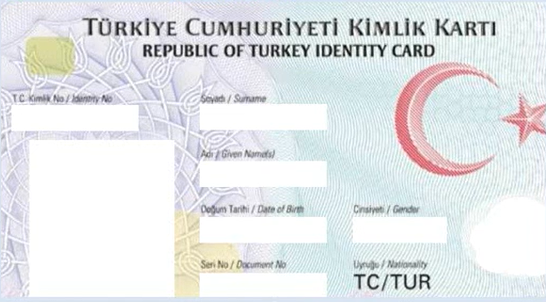 TÜRKİYE CUMHURİYETİ KİMLİK KARTI
REPUBLIC OF TURKEY IDENTITY CARD
T.C. Kimlik No / Identity No
Soyadı / Surname
Adı / Given Name(s)
Doğum Tarihi / Date of Birth
Cinsiyeti / Gender
Seri No / Document No
Uyruğu / Nationality
TC/TUR